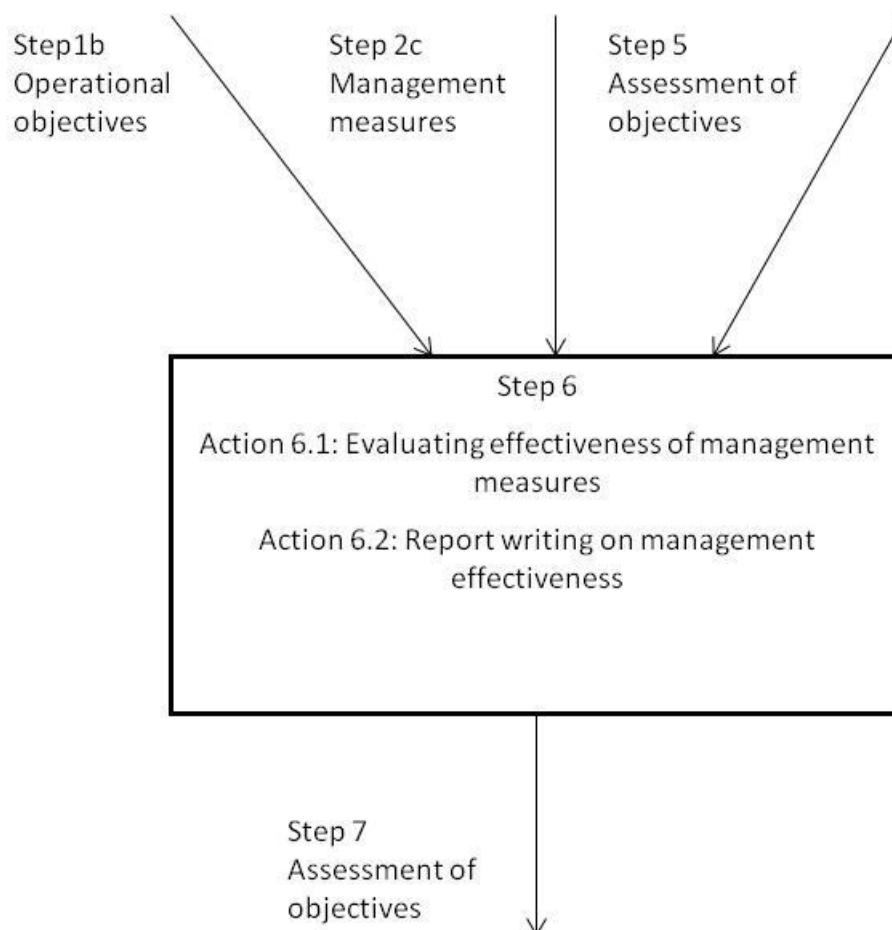 Step1b
Operational
objectives
Step 2c
Management
measures
Step 5
Assessment of
objectives
Step 6
Action 6.1: Evaluating effectiveness of management
measures
Action 6.2: Report writing on management
effectiveness
Step 7
Assessment of
objectives